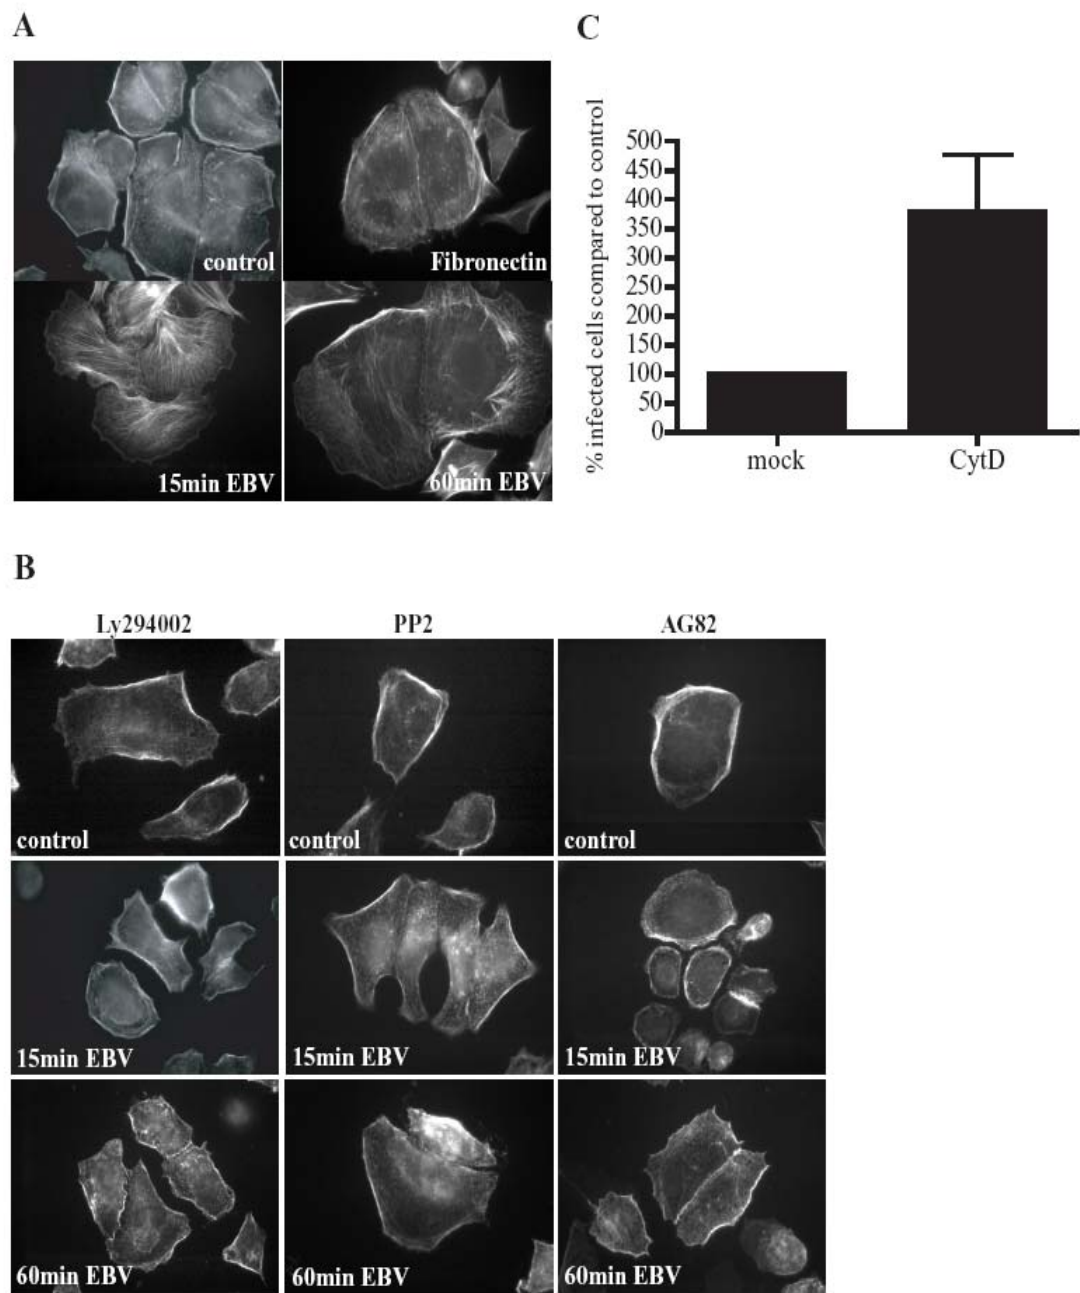 A
control
Fibronectin
15min EBV
60min EBV
C
% infected cells compared to control
500
450
400
350
300
250
200
150
100
50
0
mock
CytD
B
Ly294002
PP2
AG82
control
control
control
15min EBV
15min EBV
15min EBV
60min EBV
60min EBV
60min EBV